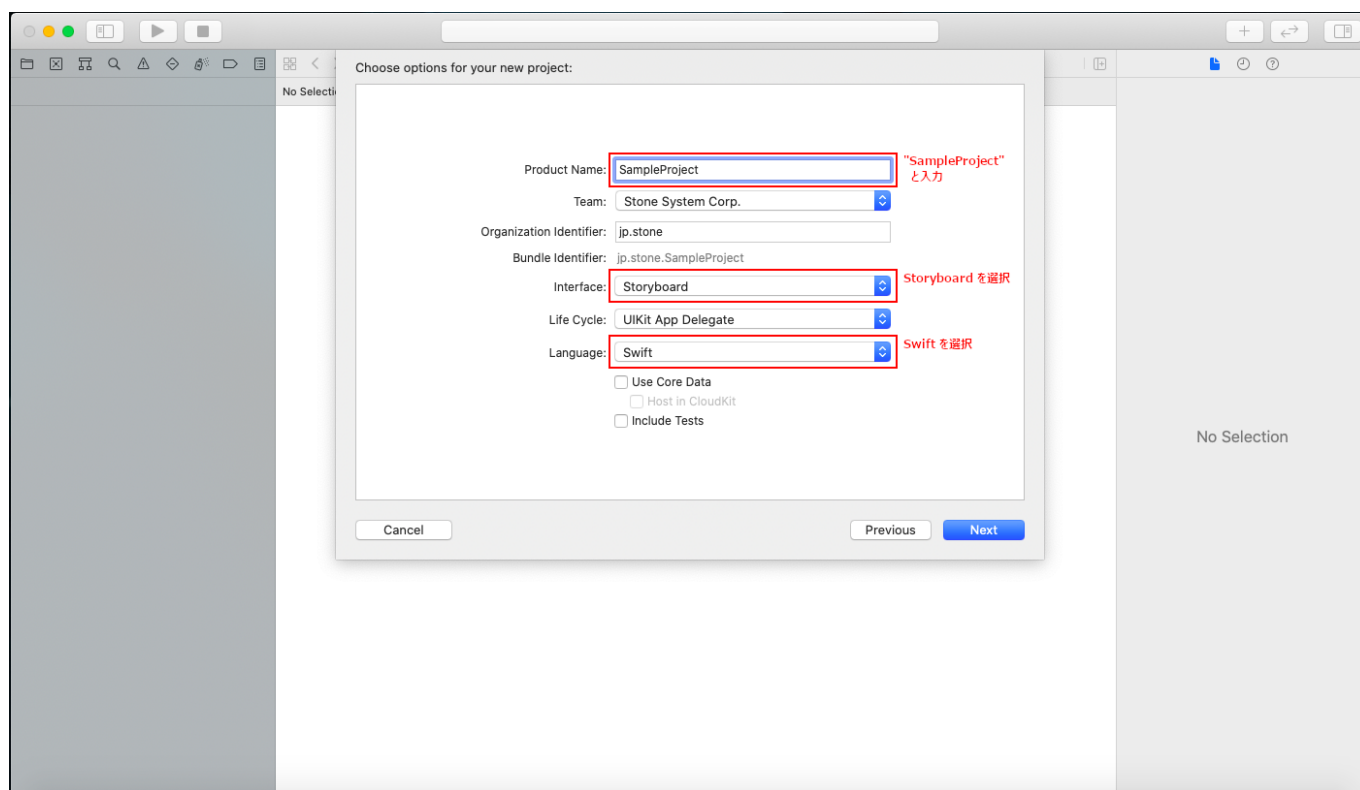 Choose options for your new project:
No Selecti
Product Name: SampleProject
"SampleProject"
と入力
Team: Stone System Corp.
Organization Identifier: jp.stone
Bundle Identifier: jp.stone.SampleProject
Interface: Storyboard
Storyboard を選択
Life Cycle: UIKit App Delegate
Language: Swift
Swift を選択
Use Core Data
Host in CloudKit
Include Tests
No Selection
Cancel
Previous
Next